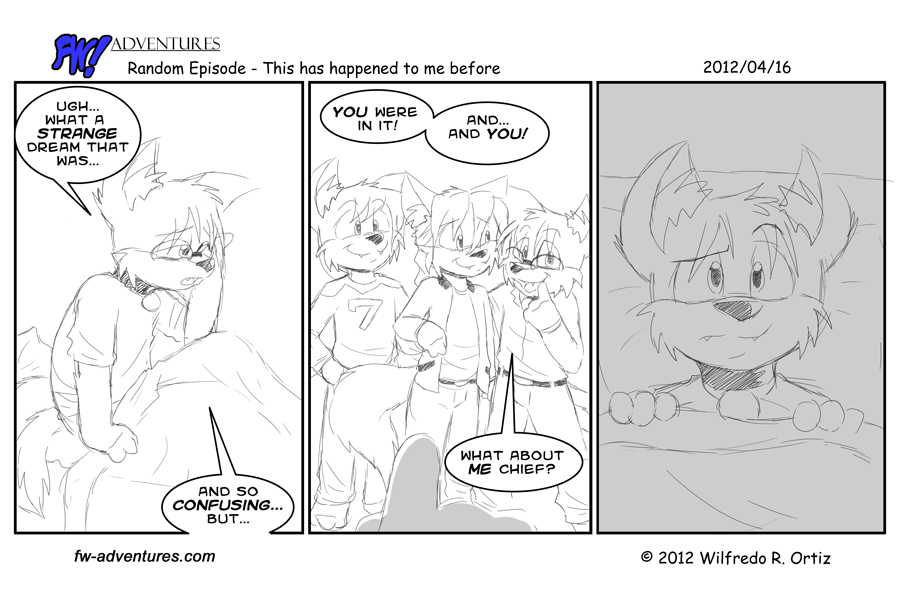 FW! ADVENTURES
Random Episode - This has happened to me before
2012/04/16
UGH...
WHAT A
STRANGE
DREAM THAT
WAS...
AND SO
CONFUSING...
BUT...
YOU WERE
IN IT!
AND...
AND YOU!
7
WHAT ABOUT
ME CHIEF?
fw-adventures.com
© 2012 Wilfredo R. Ortiz